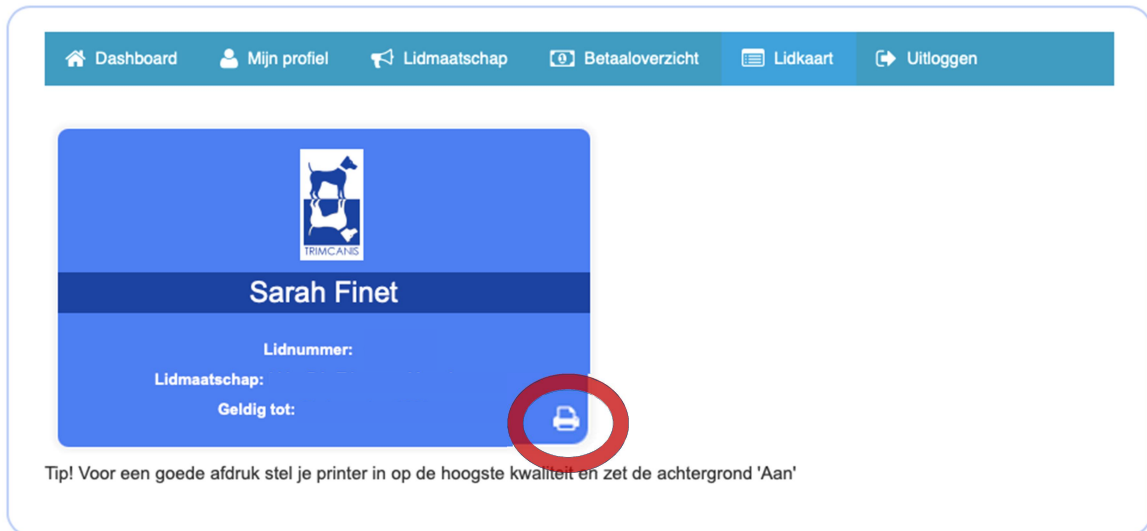 Dashboard Mijn profiel Lidmaatschap Betaaloverzicht Lidkaart Uitloggen
TRIMCANIS
Sarah Finet
Lidnummer:
Lidmaatschap:
Geldig tot:
Tip! Voor een goede afdruk stel je printer in op de hoogste kwaliteit en zet de achtergrond 'Aan'